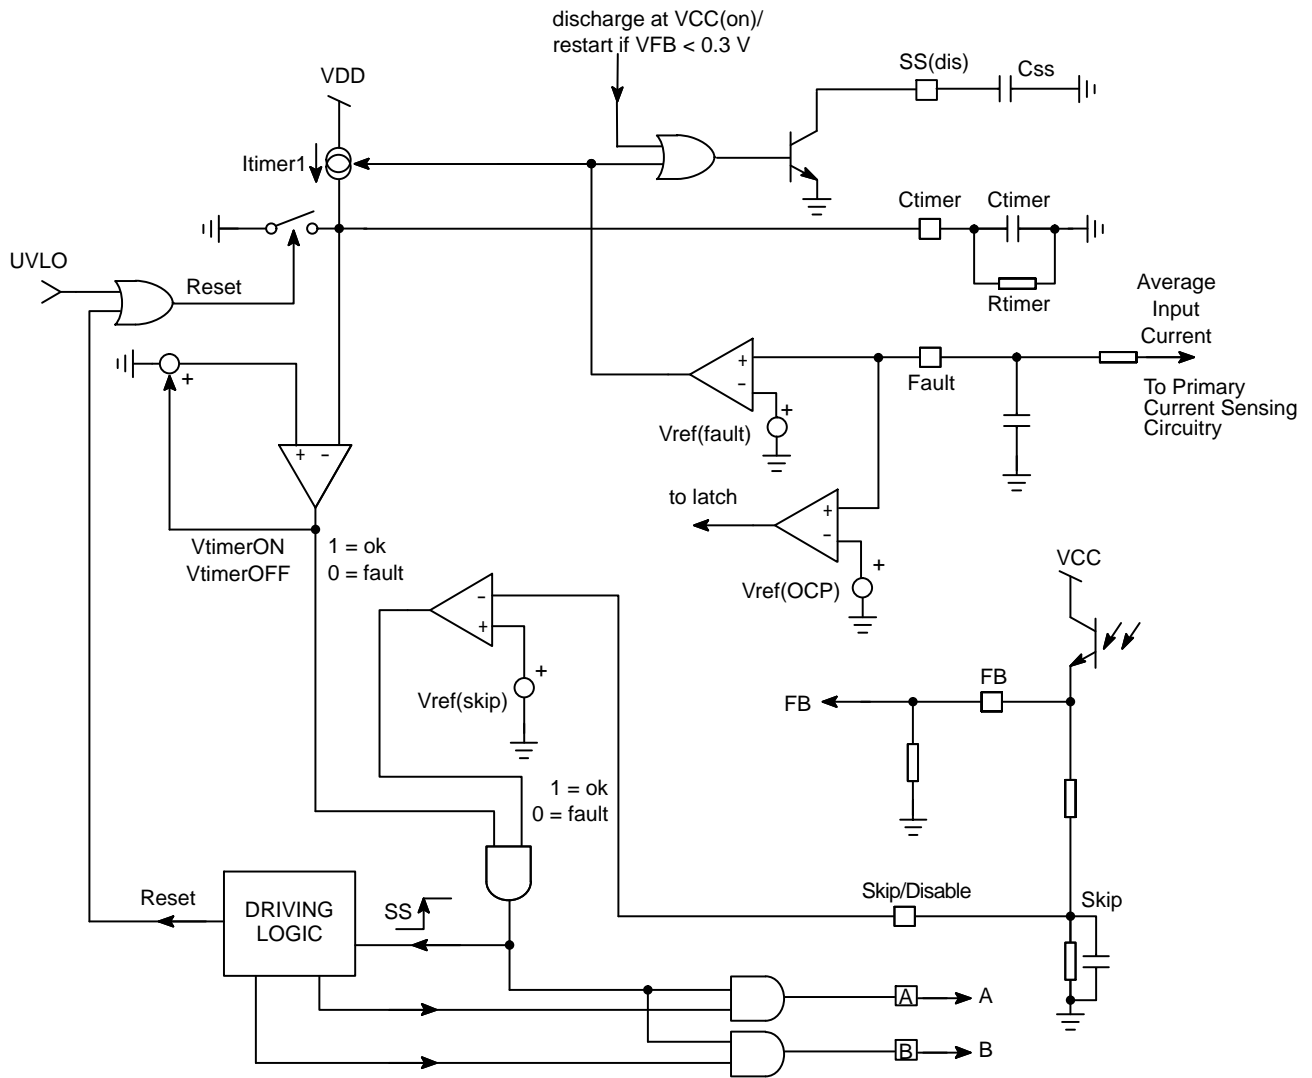 discharge at VCC(on)/
restart if VFB < 0.3 V
SS(dis)
Css
VDD
Itimer1
Ctimer
Ctimer
UVLO
Reset
Rtimer
Average
Input
Current
+
+
-
Fault
To Primary
Current Sensing
Circuitry
+
Vref(fault)
+ -
to latch
+
-
VtimerON
VtimerOFF
1 = ok
0 = fault
+
Vref(OCP)
VCC
-
+
+
Vref(skip)
FB
FB
1 = ok
0 = fault
Reset
DRIVING
LOGIC
SS
Skip/Disable
Skip
A
A
B
B